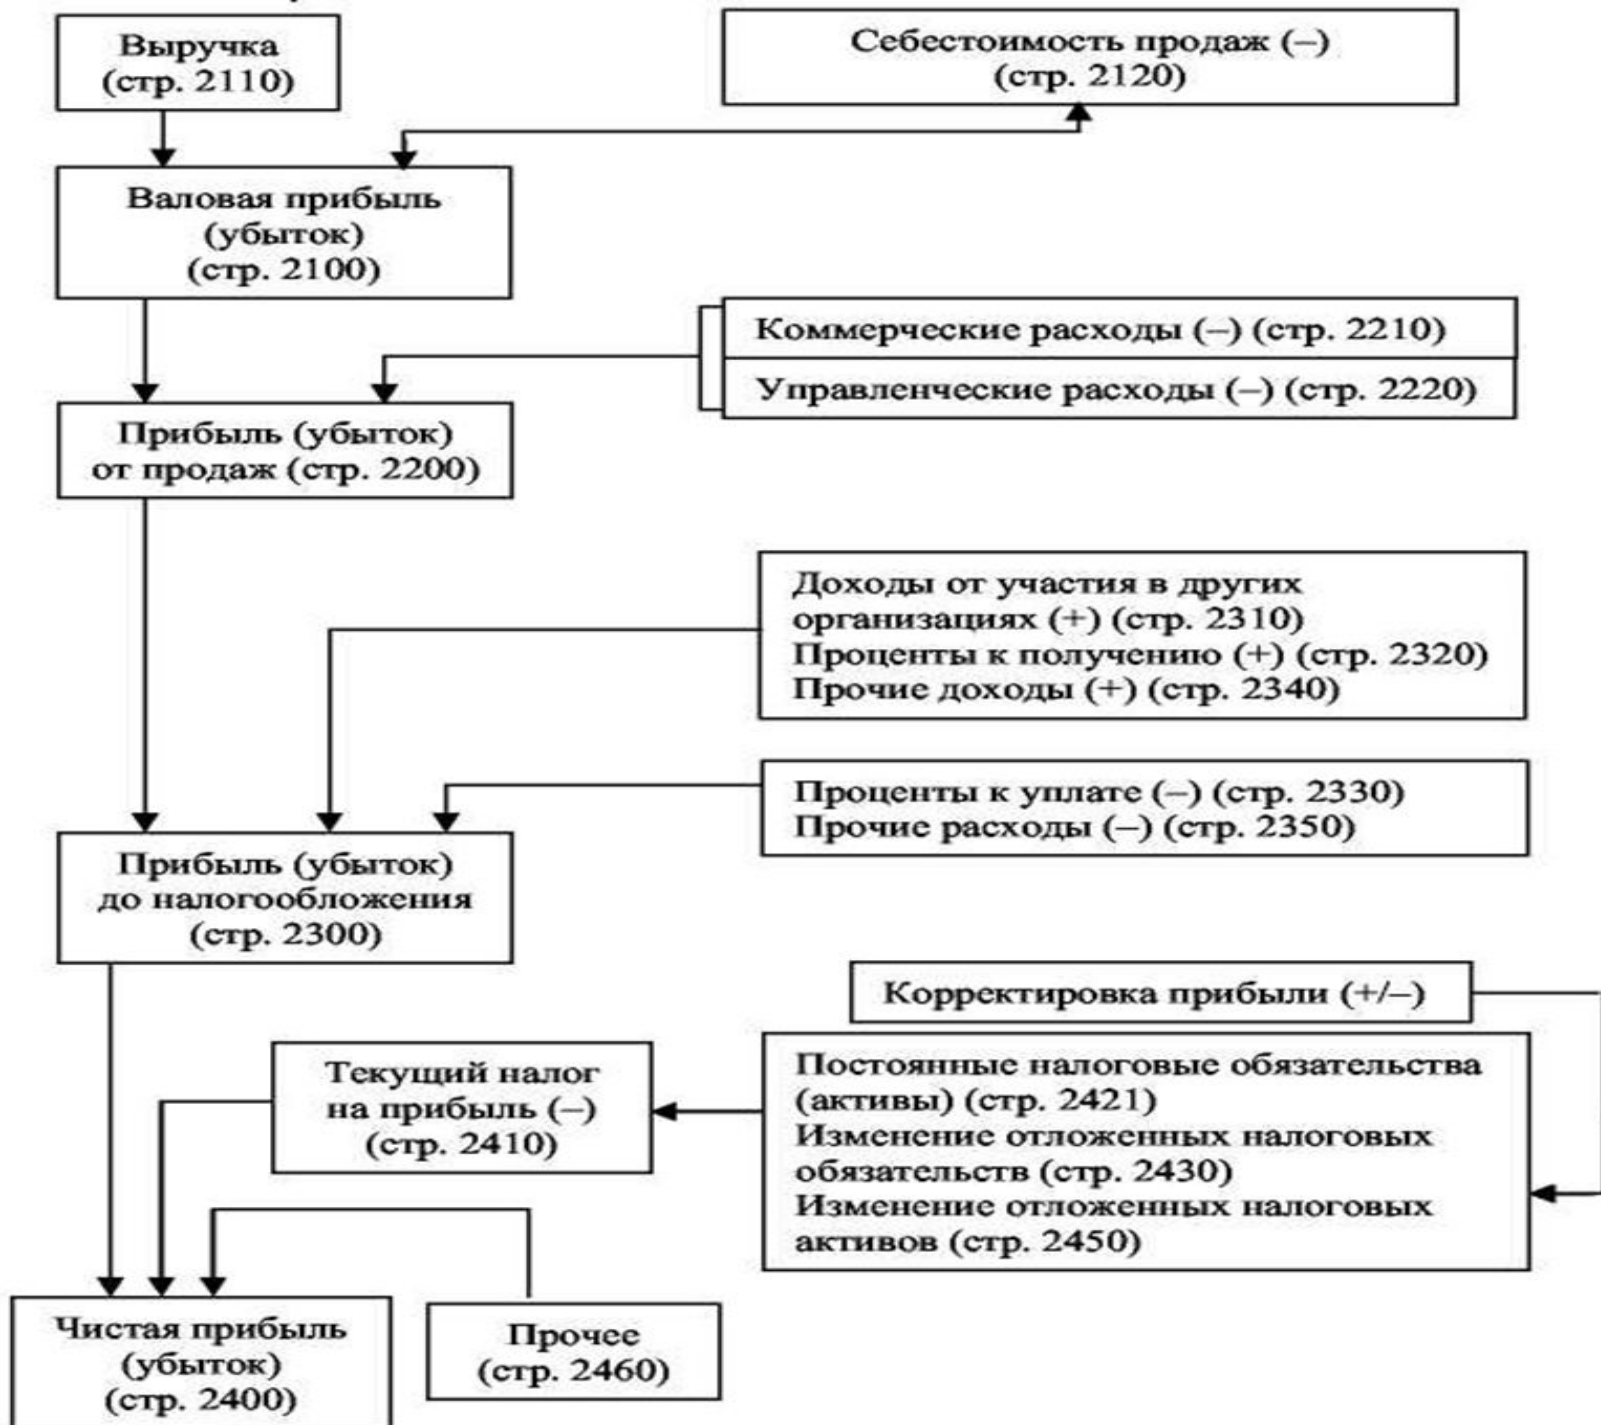 Выручка
(стр. 2110)
Себестоимость продаж (–)
(стр. 2120)
Валовая прибыль
(убыток)
(стр. 2100)
Коммерческие расходы (–) (стр. 2210)
Управленческие расходы (–) (стр. 2220)
Прибыль (убыток)
от продаж (стр. 2200)
Доходы от участия в других
организациях (+) (стр. 2310)
Проценты к получению (+) (стр. 2320)
Прочие доходы (+) (стр. 2340)
Проценты к уплате (–) (стр. 2330)
Прочие расходы (–) (стр. 2350)
Прибыль (убыток)
до налогообложения
(стр. 2300)
Корректировка прибыли (+/–)
Текущий налог
на прибыль (–)
(стр. 2410)
Постоянные налоговые обязательства
(активы) (стр. 2421)
Изменение отложенных налоговых
обязательств (стр. 2430)
Изменение отложенных налоговых
активов (стр. 2450)
Чистая прибыль
(убыток)
(стр. 2400)
Прочее
(стр. 2460)